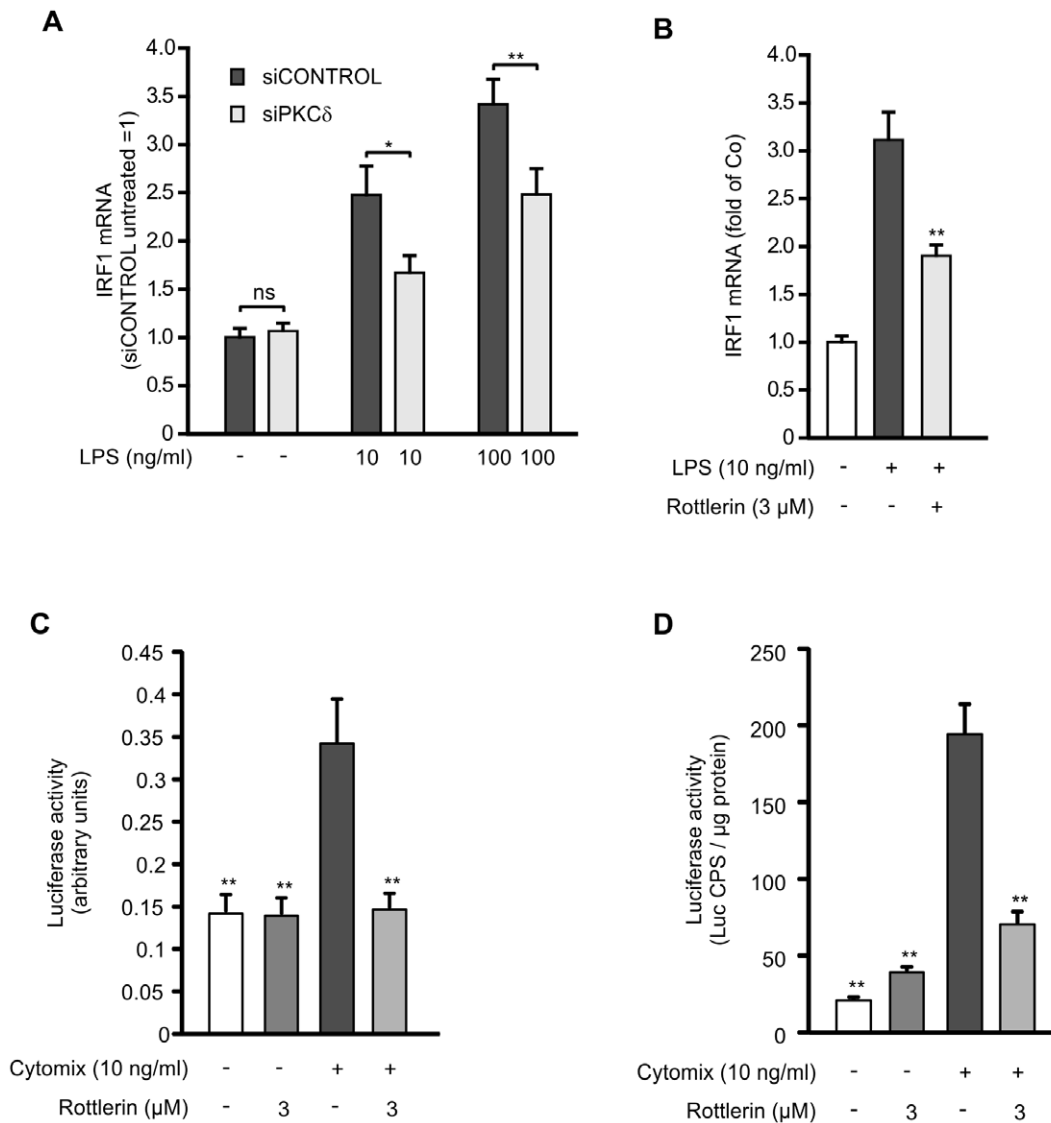 A
IRF1 mRNA
(siCONTROL untreated =1)
4.0
3.5
3.0
2.5
2.0
1.5
1.0
0.5
0
siCONTROL
siPKCδ
ns
*
**
LPS (ng/ml) - - 10 10 100 100
B
IRF1 mRNA (fold of Co)
4.0
3.5
3.0
2.5
2.0
1.5
1.0
0.5
0
**
LPS (10 ng/ml) - + +
Rottlerin (3 µM) - - +
C
Luciferase activity
(arbitrary units)
0.45
0.4
0.35
0.3
0.25
0.2
0.15
0.1
0.05
0
** ** **
Cytomix (10 ng/ml) - - + +
Rottlerin (µM) - 3 - 3
D
Luciferase activity
(Luc CPS / µg protein)
250
200
150
100
50
0
** ** **
Cytomix (10 ng/ml) - - + +
Rottlerin (µM) - 3 - 3